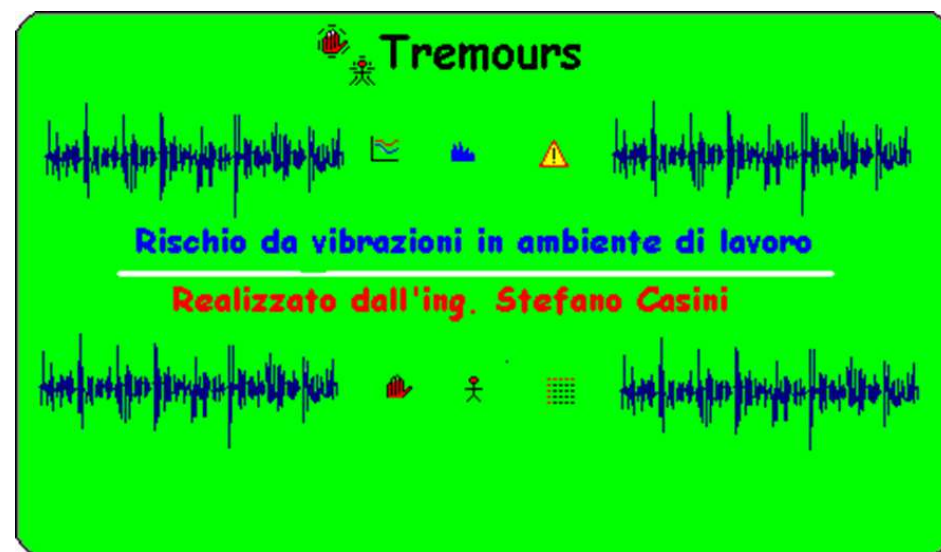 Tremours
Rischio da vibrazioni in ambiente di lavoro
Realizzato dall'ing. Stefano Casini